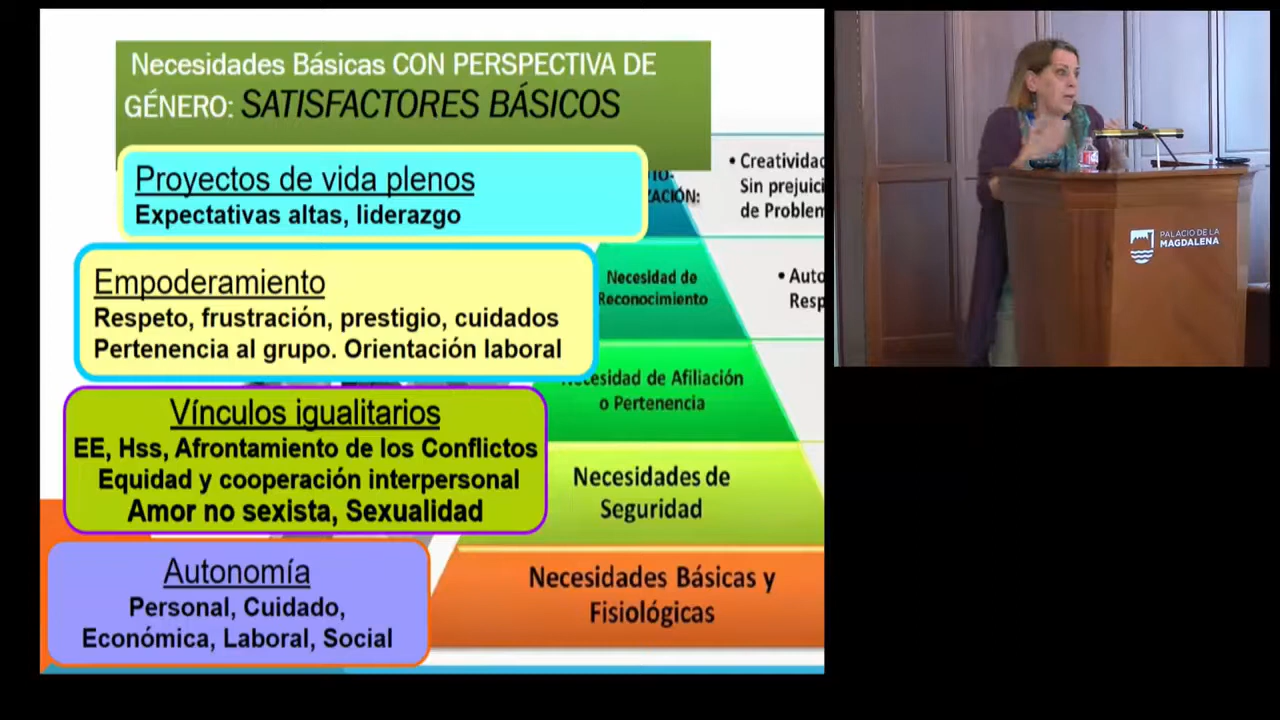 Necesidades Básicas CON PERSPECTIVA DE
GÉNERO: SATISFACTORES BÁSICOS
Proyectos de vida plenos
Expectativas altas, liderazgo
Empoderamiento
Respeto, frustración, prestigio, cuidados
Pertenencia al grupo. Orientación laboral
Vínculos igualitarios
EE, Hss, Afrontamiento de los Conflictos
Equidad y cooperación interpersonal
Amor no sexista, Sexualidad
Autonomía
Personal, Cuidado,
Económica, Laboral, Social
Necesidad de
Reconocimiento
Necesidad de Afiliación
o Pertenencia
Necesidades de
Seguridad
Necesidades Básicas y
Fisiológicas
• Creatividad
Sin prejuici
de Problem
• Auto
Resp
PALACIO DE LA
MAGDALENA